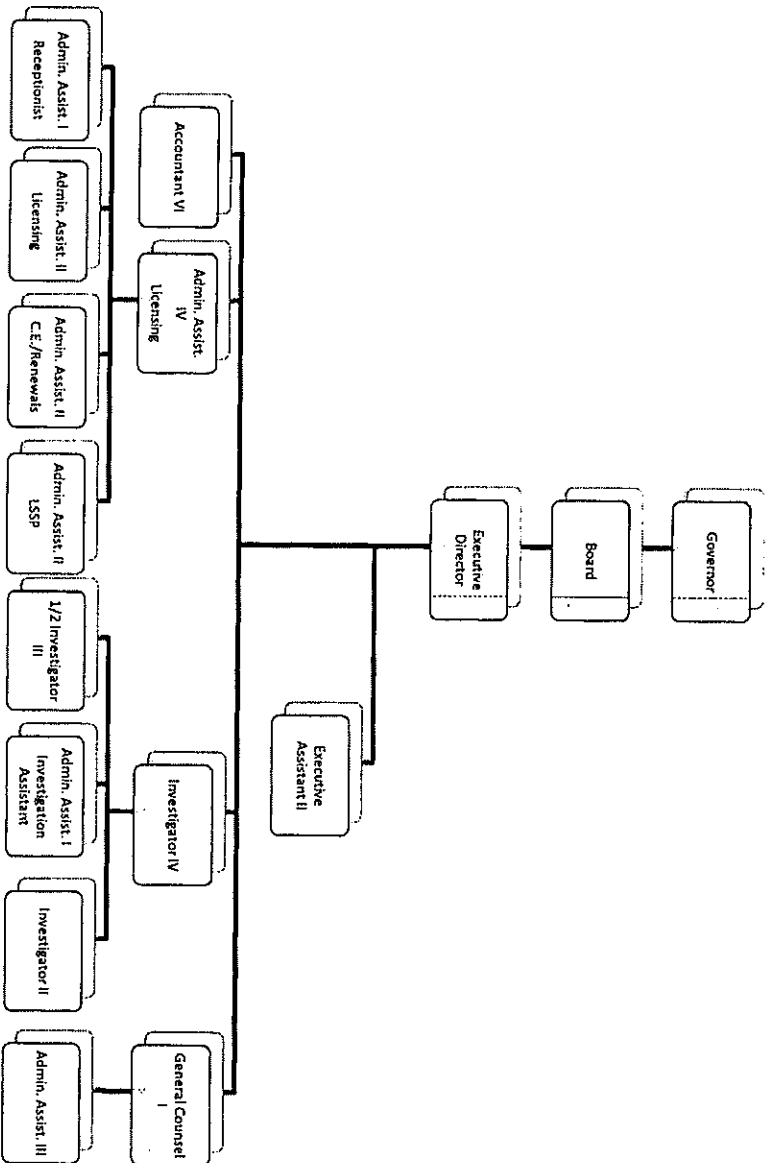 Governor
Board
Executive
Director
Executive
Assistant II
Accountant VI
Admin. Assist.
IV
Licensing
Investigator IV
General Counsel
I
Admin. Assist. I
Receptionist
Admin. Assist. II
Licensing
Admin. Assist. II
C.E./Renewals
Admin. Assist. II
LSSP
1/2 Investigator
III
Admin. Assist. I
Investigation
Assistant
Investigator II
Admin. Assist. III